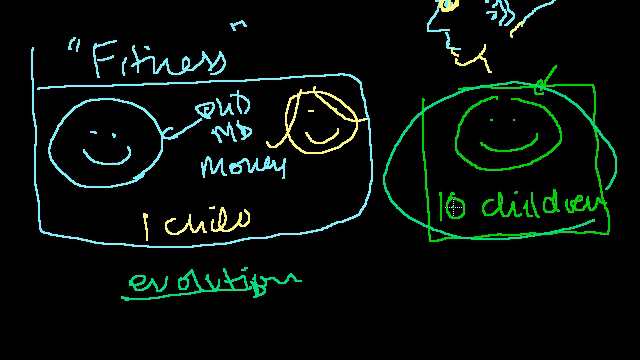 "Fitness"
PhD
MD
Money
1 child
10 children
evolution